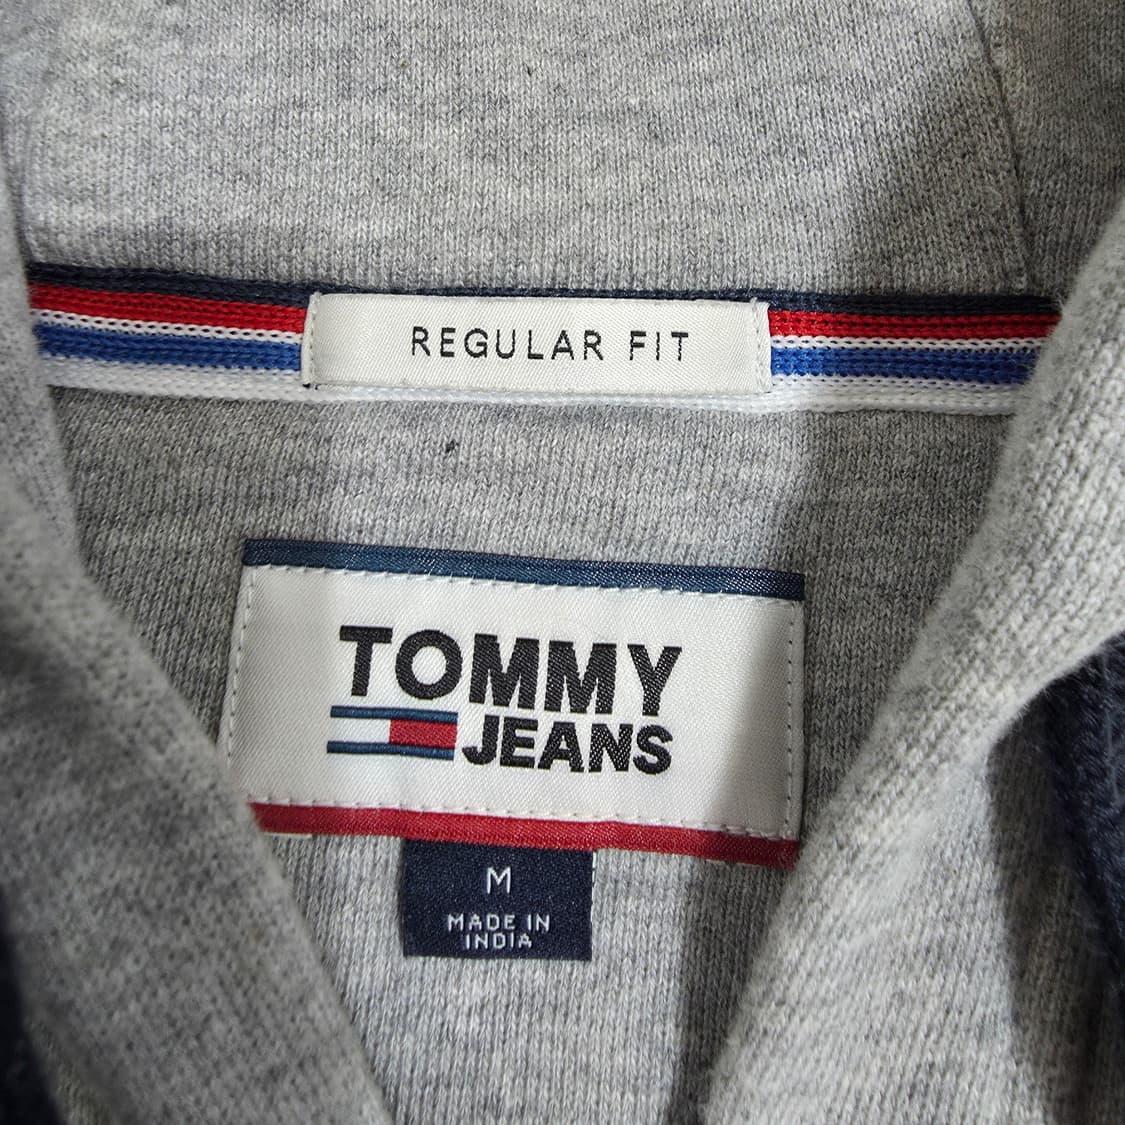 REGULAR FIT
TOMMY
JEANS
M
MADE IN
INDIA